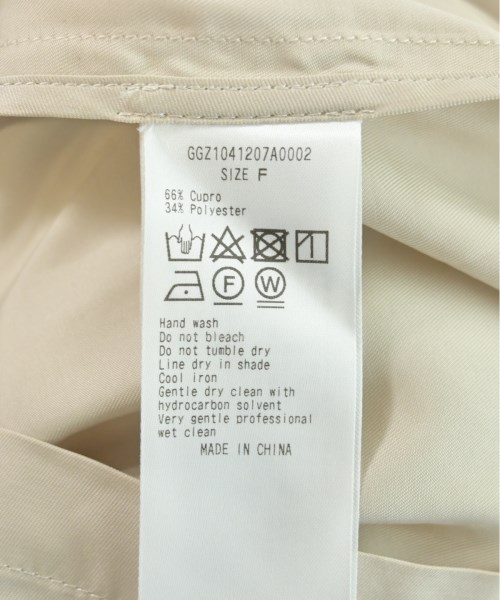 GGZ1041207A0002
SIZE F
66% Cupro
34% Polyester
F W
Hand wash
Do not bleach
Do not tumble dry
Line dry in shade
Cool iron
Gentle dry clean with
hydrocarbon solvent
Very gentle professional
wet clean
MADE IN CHINA